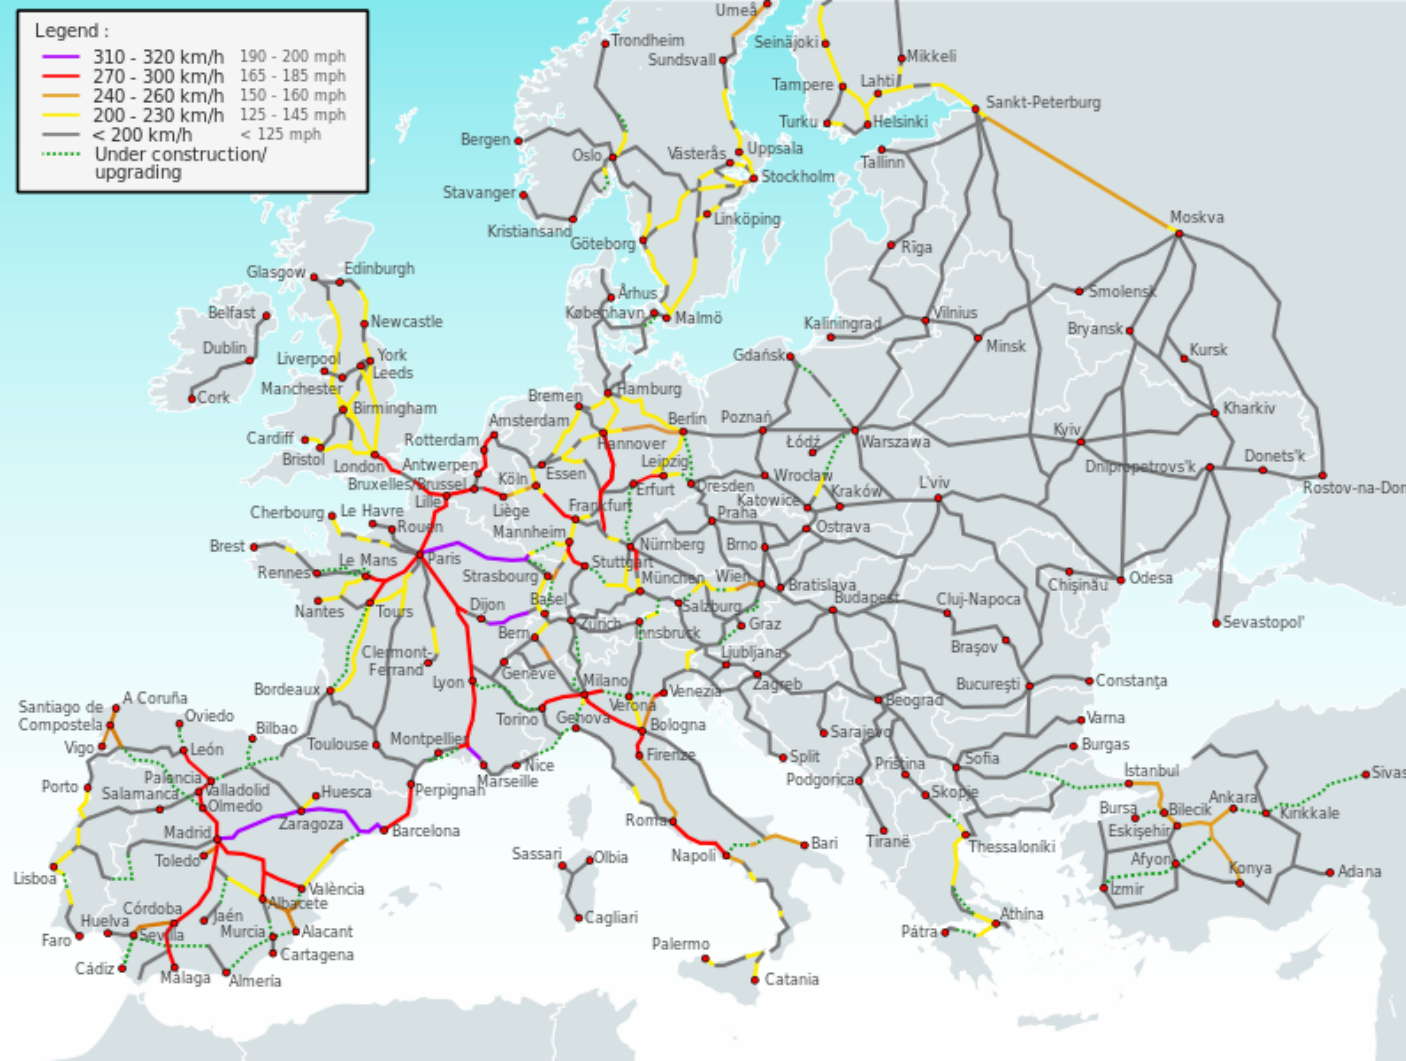 Legend :
310 - 320 km/h 190 - 200 mph
270 - 300 km/h 165 - 185 mph
240 - 260 km/h 150 - 160 mph
200 - 230 km/h 125 - 145 mph
< 200 km/h < 125 mph
Under construction/
upgrading
Umeå
Trondheim
Seinäjoki
Sundsvall
Mikkeli
Tampere
Lahti
Sankt-Peterburg
Turku
Helsinki
Bergen
Oslo
Västerås
Uppsala
Tallinn
Stockholm
Stavanger
Linköping
Moskva
Kristiansand
Göteborg
Rīga
Glasgow
Edinburgh
Århus
Smolensk
Belfast
København
Malmö
Kaliningrad
Vilnius
Newcastle
Bryansk
Dublin
Liverpool
York
Gdańsk
Minsk
Kursk
Leeds
Manchester
Cork
Hamburg
Bremen
Birmingham
Kharkiv
Amsterdam
Berlin
Poznań
Cardiff
Rotterdam
Hannover
Łódź
Warszawa
Kyiv
Bristol
London
Antwerpen
Essen
Leipzig
Dnipropetrovs'k
Donets'k
Bruxelles/Brussel
Köln
Erfurt
Dresden
Wrocław
L'viv
Rostov-na-Don
Lille
Liège
Frankfurt
Katowice
Kraków
Cherbourg
Le Havre
Rouen
Mannheim
Praha
Ostrava
Brest
Le Mans
Paris
Nürnberg
Brno
Rennes
Strasbourg
Stuttgart
München
Wien
Bratislava
Chişinău
Odesa
Nantes
Tours
Dijon
Basel
Salzburg
Budapest
Cluj-Napoca
Bern
Zürich
Innsbruck
Graz
Sevastopol'
Clermont-
Ferrand
Genève
Ljubljana
Braşov
Bordeaux
Lyon
Milano
Venezia
Zagreb
Bucureşti
Constanţa
Santiago de
Compostela
A Coruña
Oviedo
Torino
Verona
Beograd
Bilbao
Genova
Bologna
Varna
Vigo
León
Toulouse
Montpellier
Sarajevo
Burgas
Nice
Firenze
Split
Sofia
Porto
Palencia
Marseille
Podgorica
Pristina
İstanbul
Sivas
Valladolid
Salamanca
Huesca
Perpignan
Skopje
Olmedo
Bursa
Bilecik
Ankara
Kırıkkale
Zaragoza
Roma
Eskişehir
Madrid
Barcelona
Bari
Tiranë
Thessaloniki
Toledo
Sassari
Olbia
Napoli
Afyon
Konya
Adana
Lisboa
València
İzmir
Córdoba
Albacete
Huelva
Jaén
Cagliari
Athína
Faro
Sevilla
Murcia
Alacant
Pátra
Cartagena
Palermo
Cádiz
Málaga
Almería
Catania